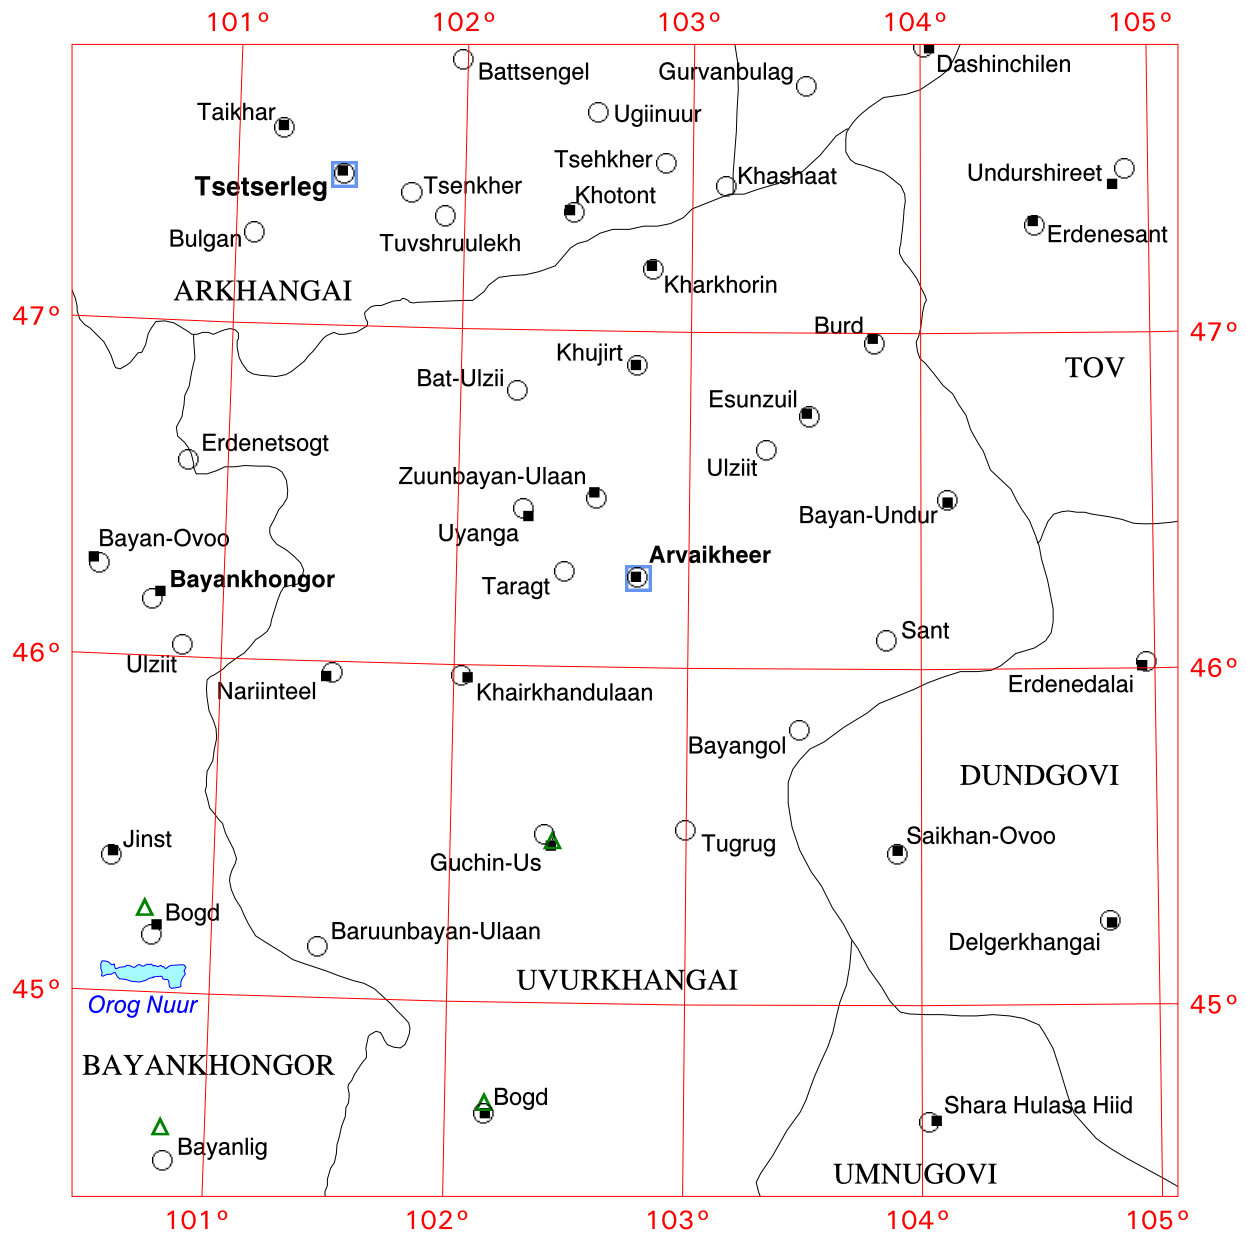 101° 102° 103° 104° 105°
Battsengel
Gurvanbulag
Dashinchilen
Taikhar
Ugiinuur
Tsehkher
Undurshireet
Tsetserleg
Tsenkher
Khotont
Khashaat
Bulgan
Tuvshruulekh
Erdenesant
ARKHANGAI
Kharkhorin
47°
Burd
47°
Khujirt
TOV
Bat-Ulzii
Esunzuil
Erdenetsogt
Ulziit
Zuunbayan-Ulaan
Uyanga
Bayan-Undur
Bayan-Ovoo
Arvaikheer
Bayankhongor
Taragt
Sant
46°
Ulziit
46°
Nariinteel
Khairkhandulaan
Erdenedalai
Bayangol
DUNDGOVI
Jinst
Tugrug
Saikhan-Ovoo
Guchin-Us
Bogd
Baruunbayan-Ulaan
Delgerkhangai
UVURKHANGAI
45°
Orog Nuur
45°
BAYANKHONGOR
Bogd
Shara Hulasa Hiid
Bayanlig
UMNUGOVI
101° 102° 103° 104° 105°